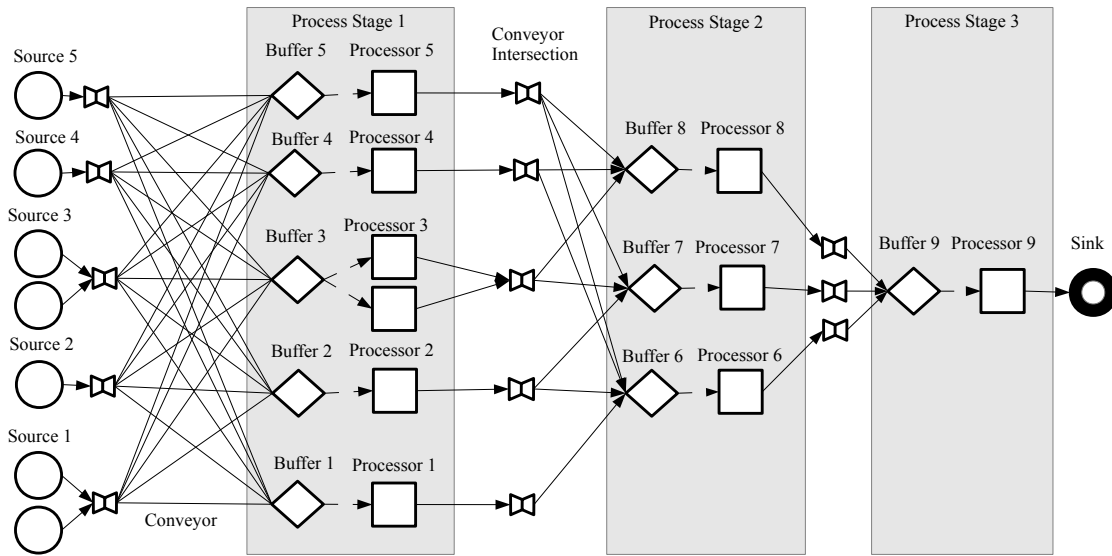 Process Stage 1
Process Stage 2
Process Stage 3
Conveyor
Intersection
Source 5
Buffer 5
Processor 5
Source 4
Buffer 4
Processor 4
Buffer 8
Processor 8
Source 3
Buffer 3
Processor 3
Buffer 7
Processor 7
Buffer 9
Processor 9
Sink
Source 2
Buffer 2
Processor 2
Buffer 6
Processor 6
Source 1
Buffer 1
Processor 1
Conveyor